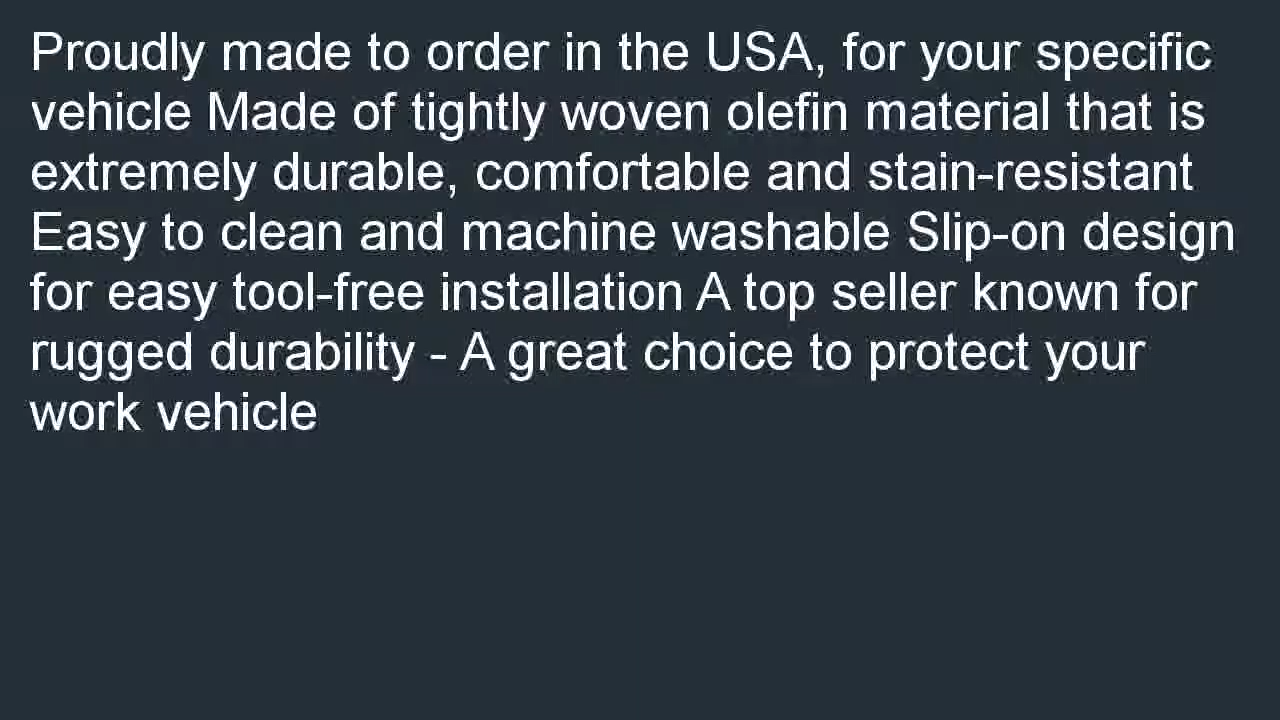 Proudly made to order in the USA, for your specific
vehicle Made of tightly woven olefin material that is
extremely durable, comfortable and stain-resistant
Easy to clean and machine washable Slip-on design
for easy tool-free installation A top seller known for
rugged durability - A great choice to protect your
work vehicle